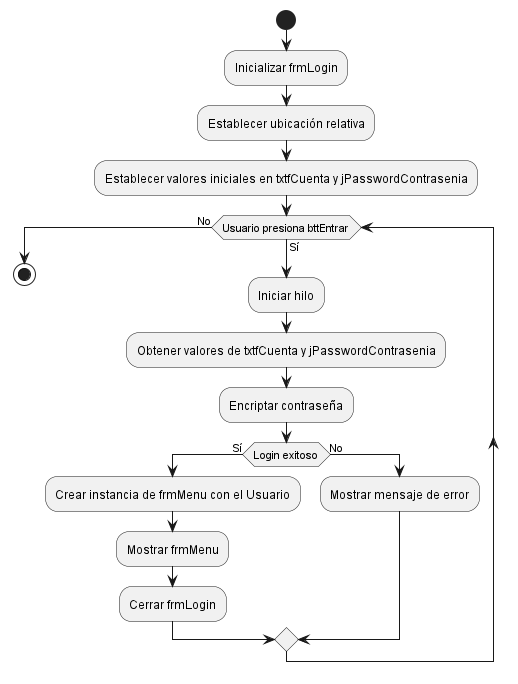 Inicializar frmLogin
Establecer ubicación relativa
Establecer valores iniciales en txtfCuenta y jPasswordContrasenia
No
Usuario presiona bttEntrar
Sí
Iniciar hilo
Obtener valores de txtfCuenta y jPasswordContrasenia
Encriptar contraseña
Sí
Login exitoso
No
Crear instancia de frmMenu con el Usuario
Mostrar mensaje de error
Mostrar frmMenu
Cerrar frmLogin